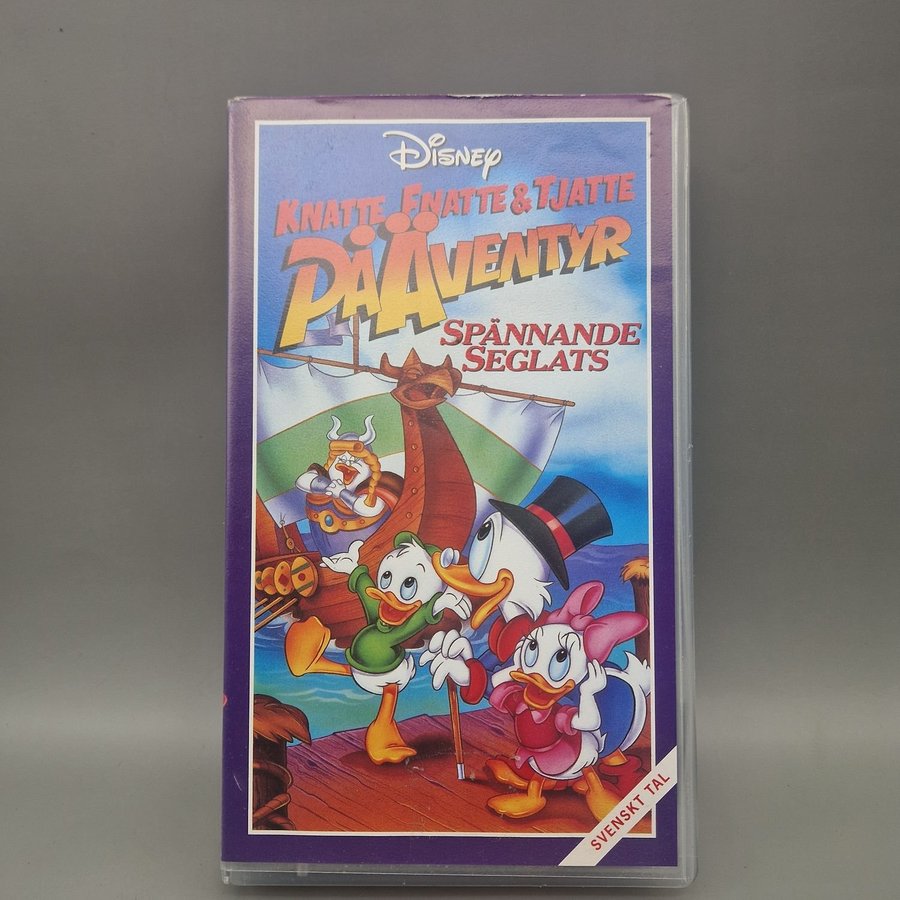 Disney
KNATTE, FNATTE & TJATTE
PÅ ÄVENTYR
SPÄNNANDE
SEGLATS
SVENSKT TAL